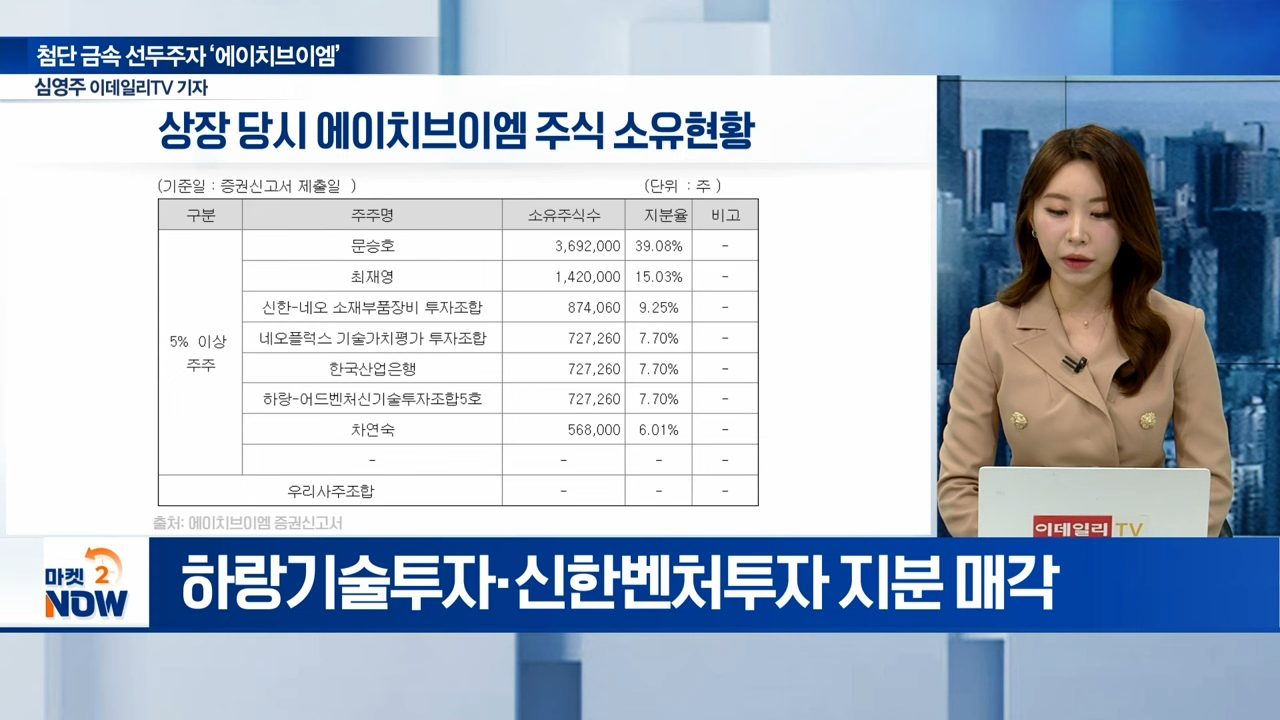 첨단 금속 선두주자 ‘에이치브이엠’
심영주 이데일리TV 기자
상장 당시 에이치브이엠 주식 소유현황
(기준일 : 증권신고서 제출일 ) (단위 : 주 )
구분 주주명 소유주식수 지분율 비고
5% 이상 주주
문승호 3,692,000 39.08% -
최재영 1,420,000 15.03% -
신한-네오 소재부품장비 투자조합 874,060 9.25% -
네오플럭스 기술가치평가 투자조합 727,260 7.70% -
한국산업은행 727,260 7.70% -
하랑-어드벤처신기술투자조합5호 727,260 7.70% -
차연숙 568,000 6.01% -
- - - -
우리사주조합 - - -
출처: 에이치브이엠 증권신고서
이데일리 TV
마켓 2
NOW
하랑기술투자·신한벤처투자 지분 매각